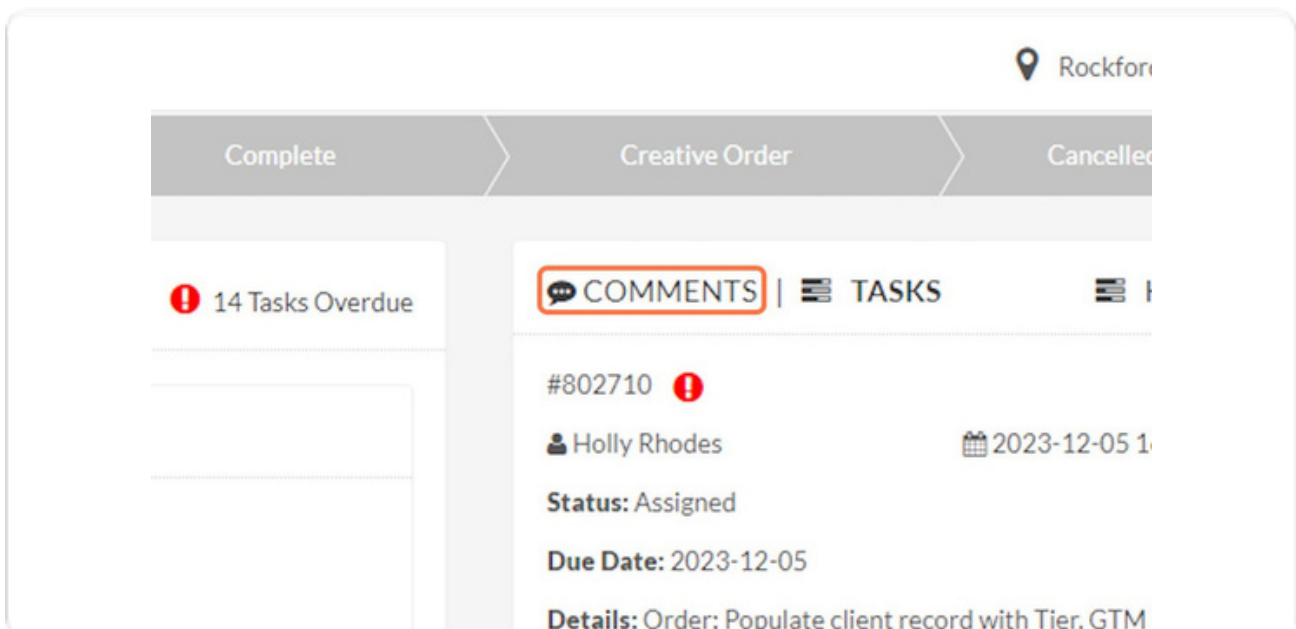 Rockford
Complete
Creative Order
Cancelled
14 Tasks Overdue
COMMENTS | TASKS
#802710
Holly Rhodes
2023-12-05
Status: Assigned
Due Date: 2023-12-05
Details: Order: Populate client record with Tier, GTM